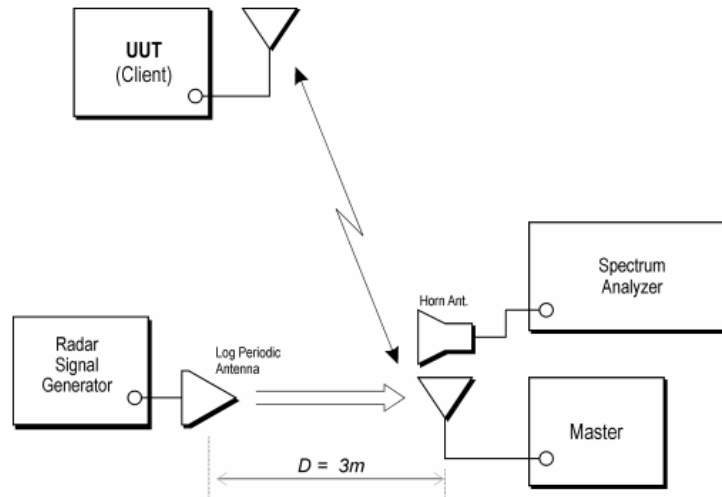 UUT
(Client)
Horn Ant.
Spectrum
Analyzer
Radar
Signal
Generator
Log Periodic
Antenna
Master
D = 3m